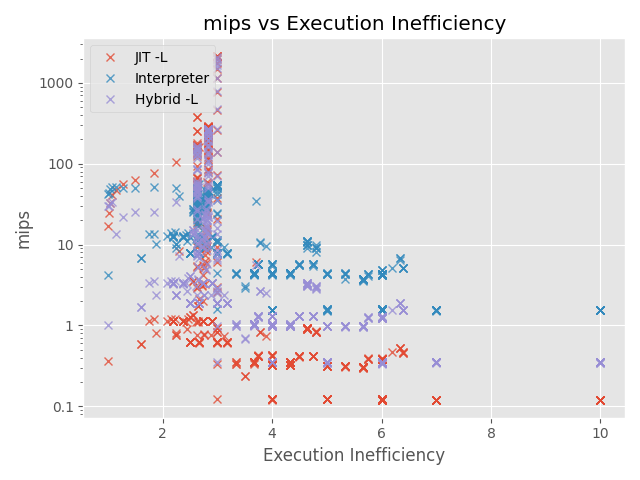 mips vs Execution Inefficiency
JIT -L
Interpreter
Hybrid -L
mips
1000
100
10
1
0.1
2
4
6
8
10
Execution Inefficiency